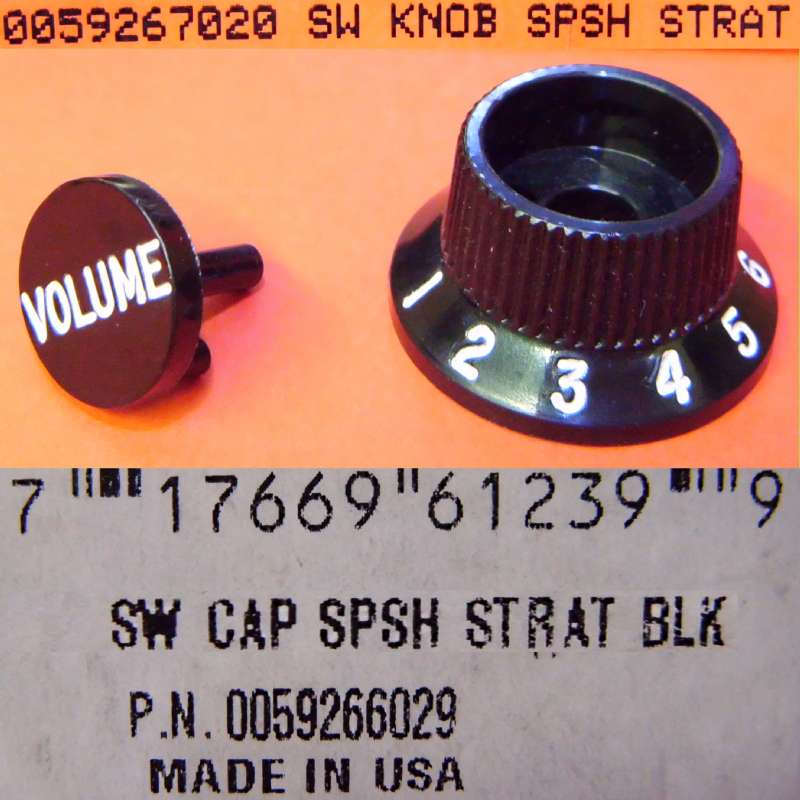 0059267020 SW KNOB SPSH STRAT
VOLUME
1 2 3 4 5 6
7 17669 61239 9
SW CAP SPSH STRAT BLK
P.N. 0059266029
MADE IN USA